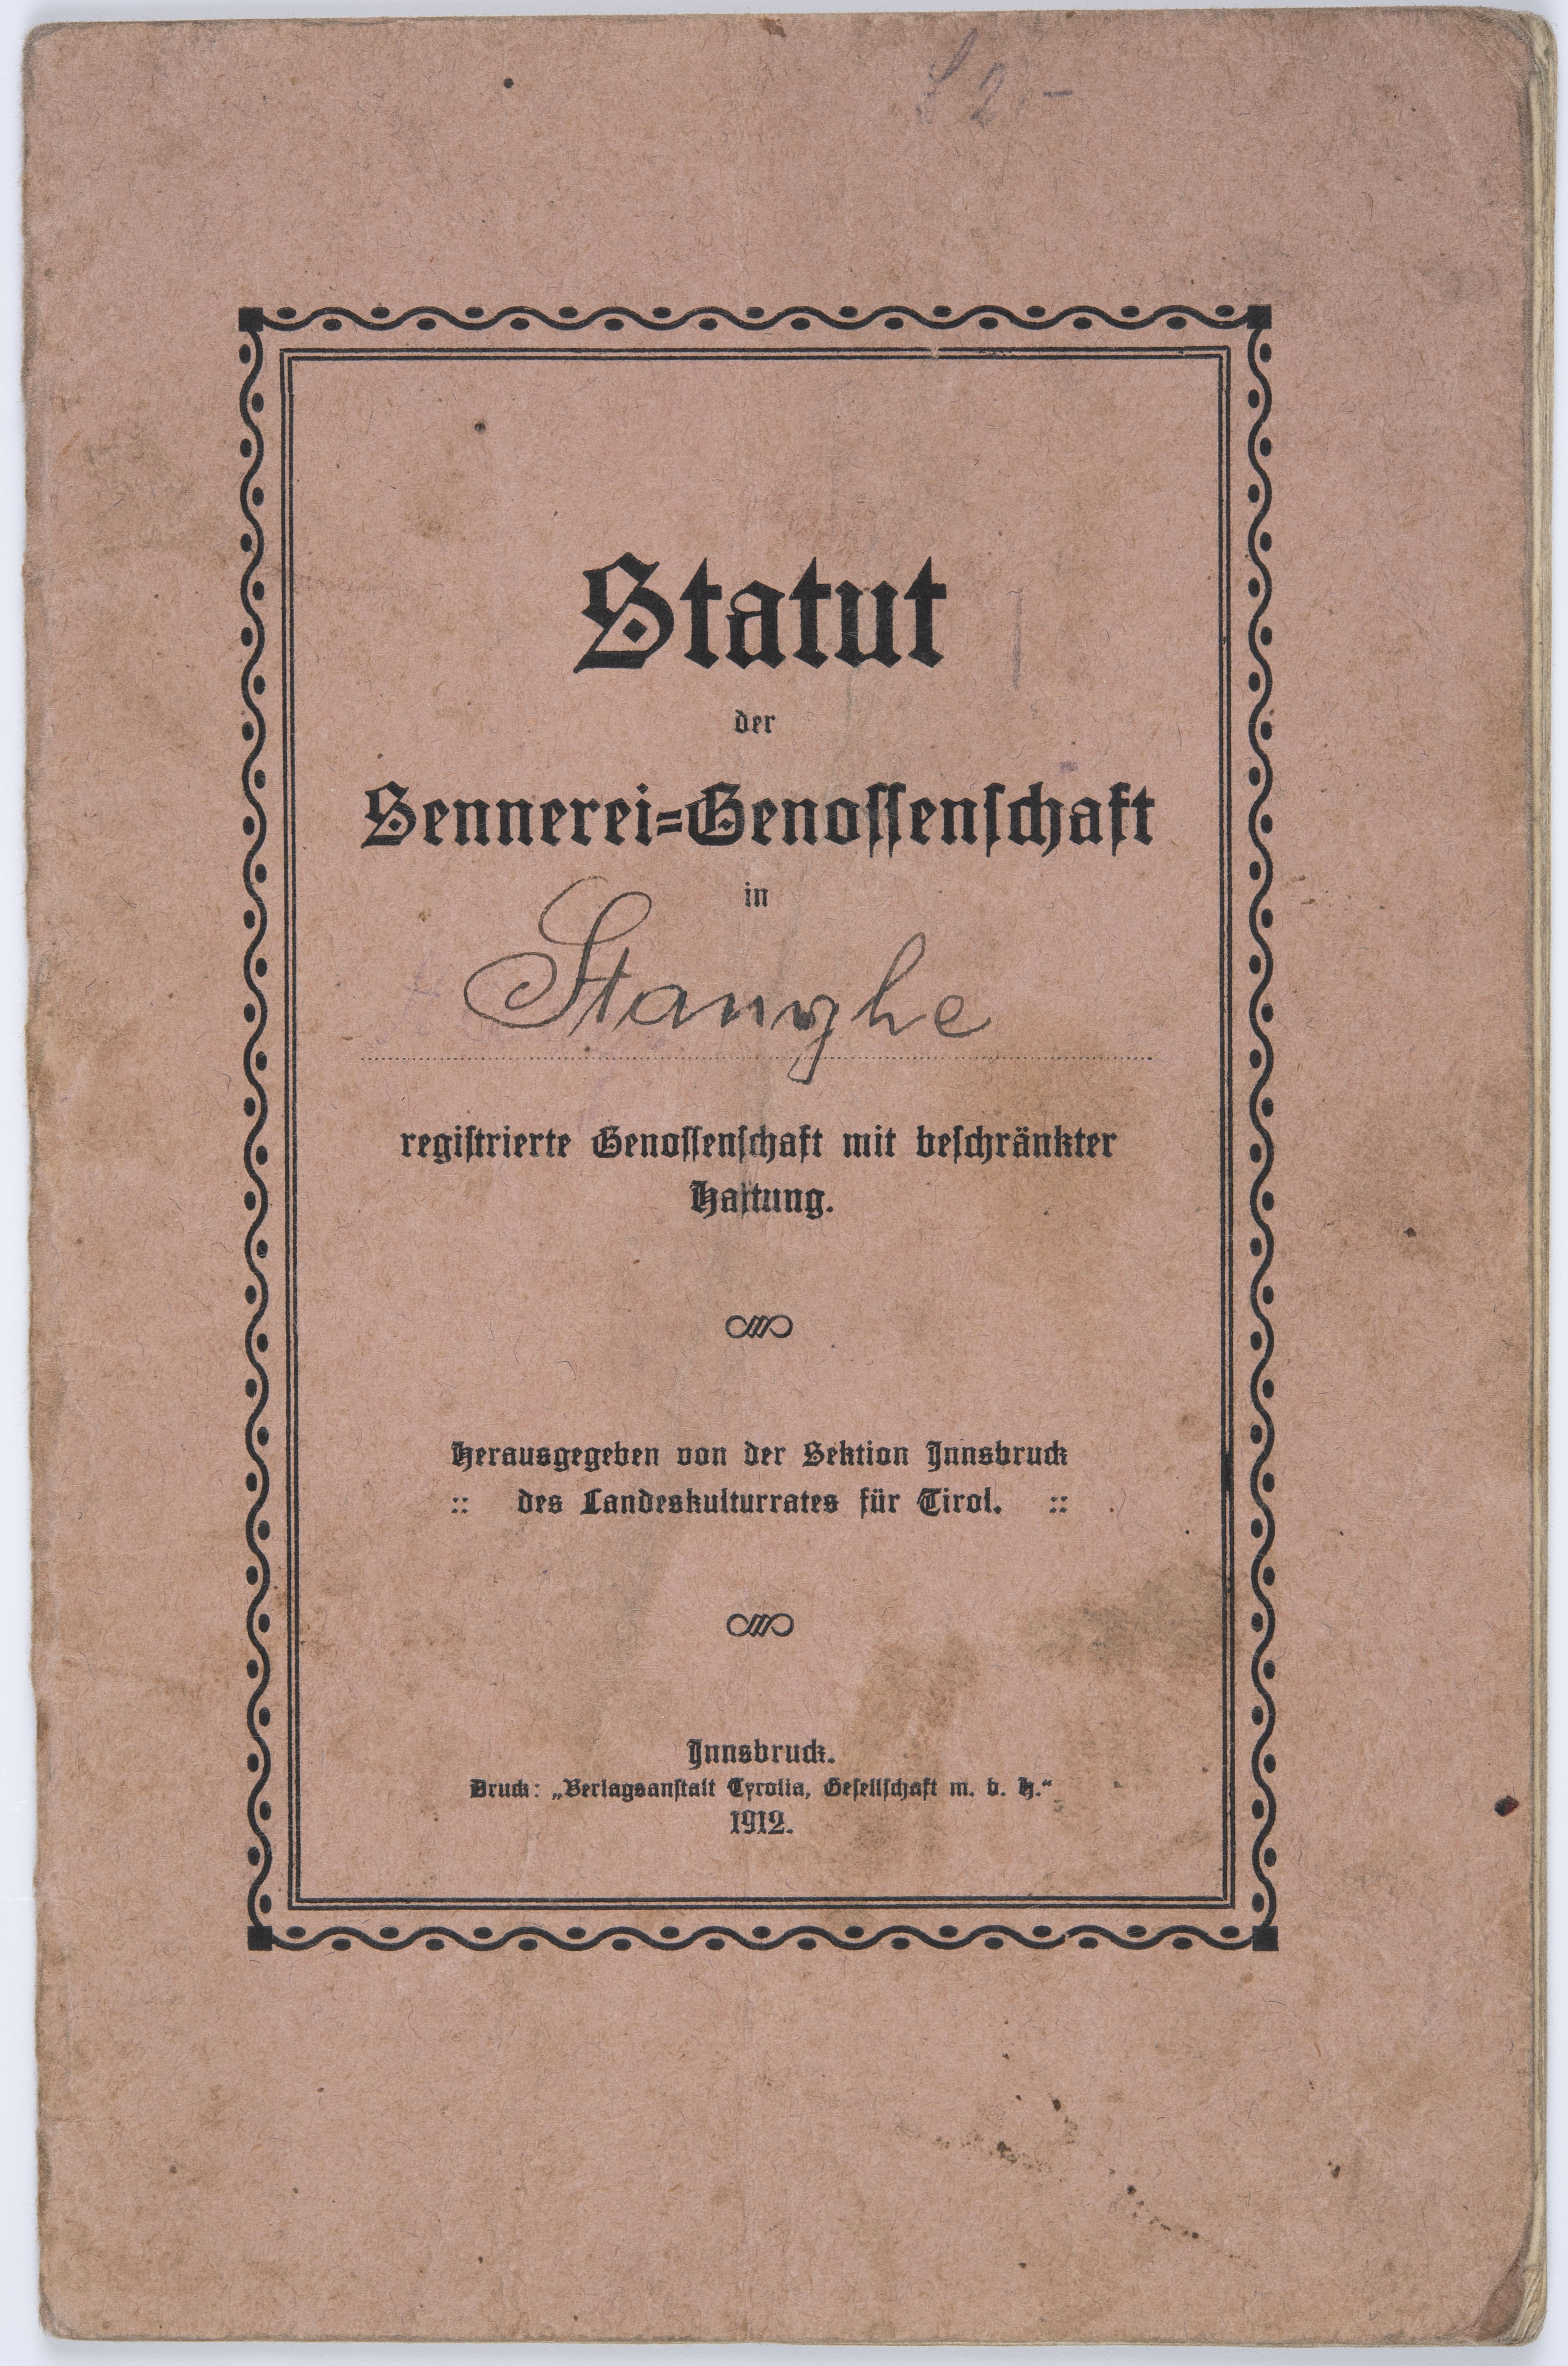 Statut
der
Sennerei=Genossenschaft
in
Stanghe
registrierte Genossenschaft mit beschränkter
Haftung.
Herausgegeben von der Sektion Innsbruck
:: des Landeskulturrates für Tirol. ::
Innsbruck.
Druck: „Verlagsanstalt Tyrolia, Gesellschaft m. b. H.“
1912.